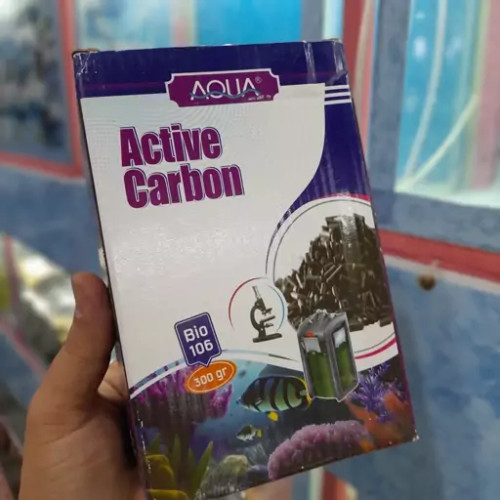 AQUA®
Active
Carbon
Bio
106
300 gr